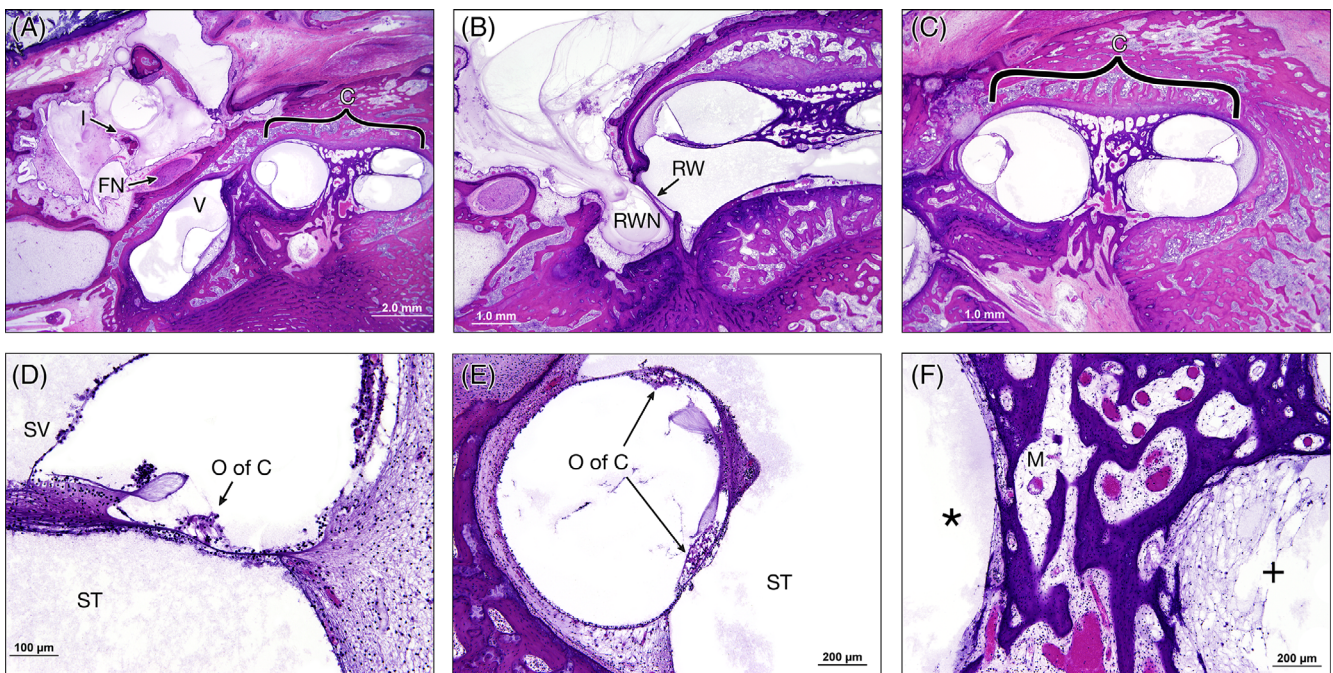 (A)
C
I
FN
V
2.0 mm
(B)
RW
RWN
1.0 mm
(C)
C
1.0 mm
(D)
SV
O of C
ST
100 µm
(E)
O of C
ST
200 µm
(F)
M
*
+
200 µm